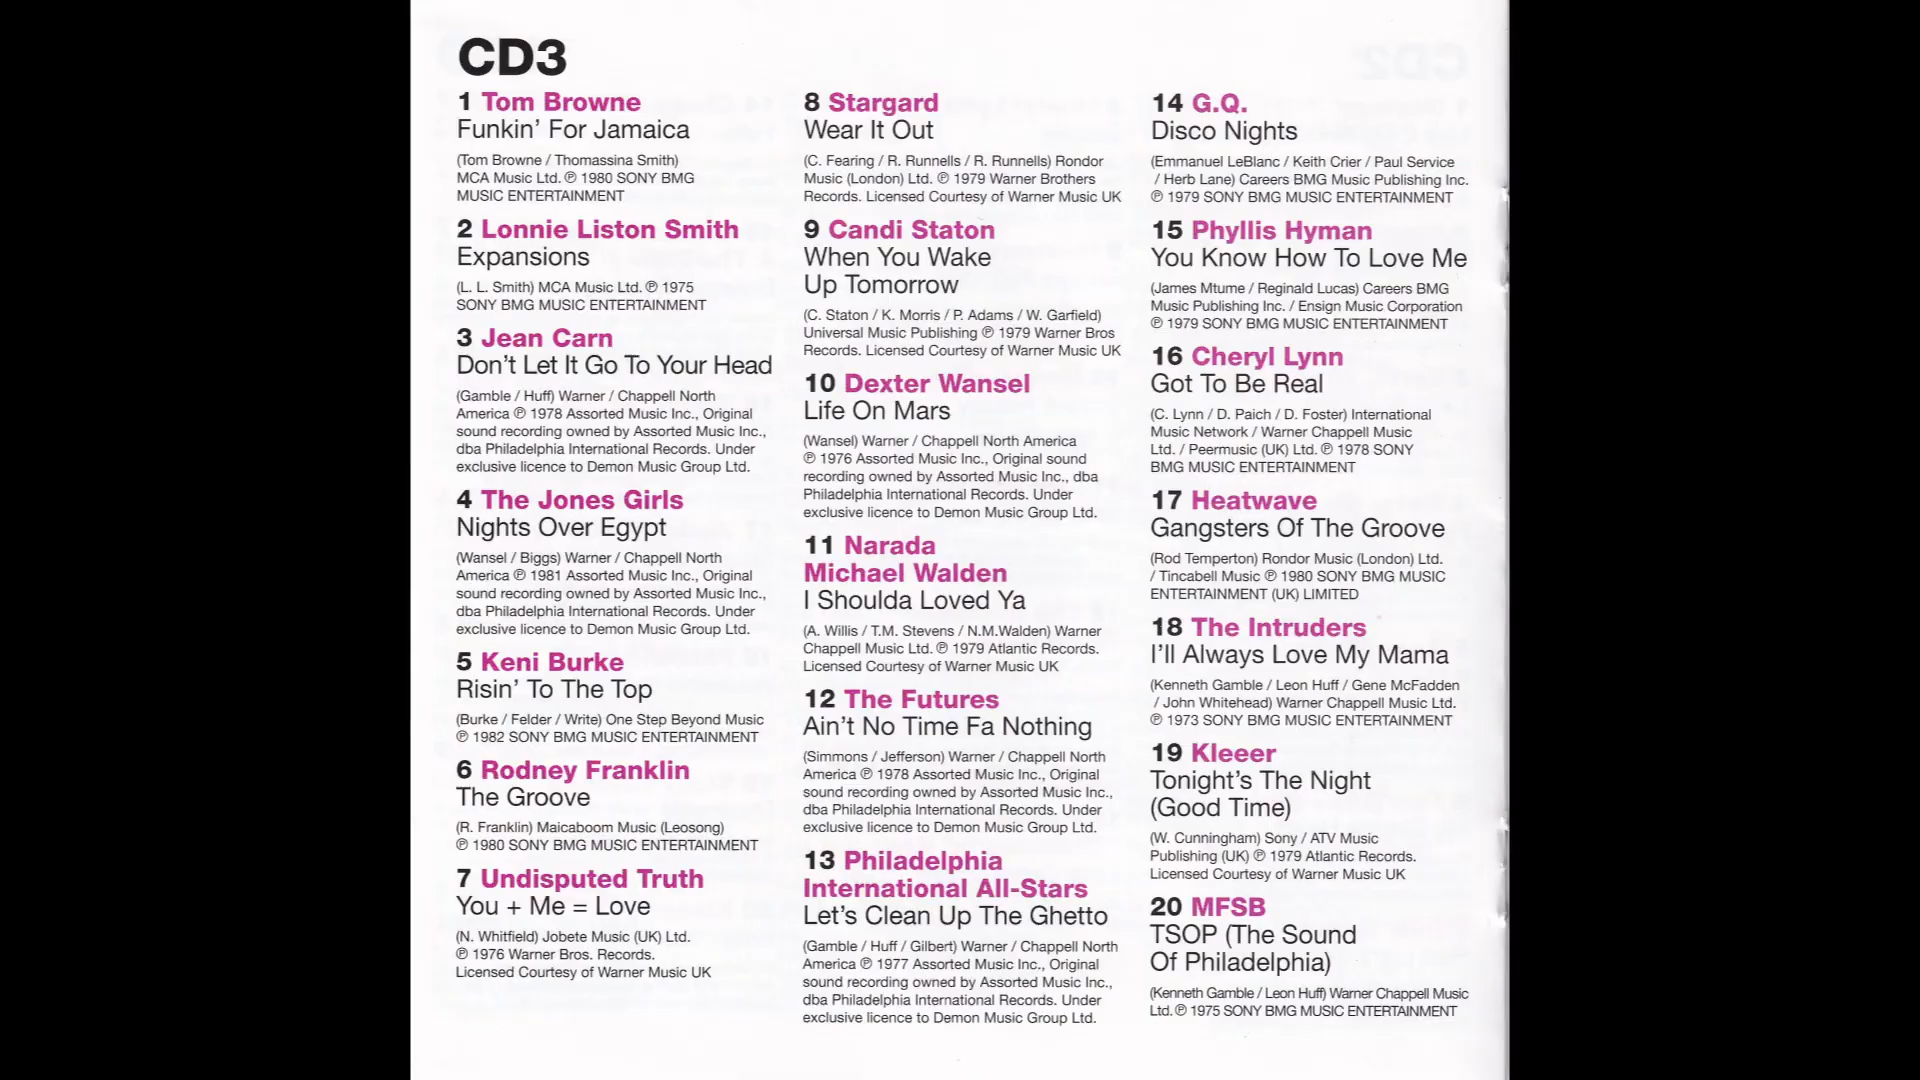 CD3
1 Tom Browne
Funkin' For Jamaica
(Tom Browne / Thomassina Smith)
MCA Music Ltd. ℗ 1980 SONY BMG
MUSIC ENTERTAINMENT
2 Lonnie Liston Smith
Expansions
(L. L. Smith) MCA Music Ltd. ℗ 1975
SONY BMG MUSIC ENTERTAINMENT
3 Jean Carn
Don't Let It Go To Your Head
(Gamble / Huff) Warner / Chappell North
America ℗ 1978 Assorted Music Inc., Original
sound recording owned by Assorted Music Inc.,
dba Philadelphia International Records. Under
exclusive licence to Demon Music Group Ltd.
4 The Jones Girls
Nights Over Egypt
(Wansel / Biggs) Warner / Chappell North
America ℗ 1981 Assorted Music Inc., Original
sound recording owned by Assorted Music Inc.,
dba Philadelphia International Records. Under
exclusive licence to Demon Music Group Ltd.
5 Keni Burke
Risin' To The Top
(Burke / Felder / Write) One Step Beyond Music
℗ 1982 SONY BMG MUSIC ENTERTAINMENT
6 Rodney Franklin
The Groove
(R. Franklin) Maicaboom Music (Leosong)
℗ 1980 SONY BMG MUSIC ENTERTAINMENT
7 Undisputed Truth
You + Me = Love
(N. Whitfield) Jobete Music (UK) Ltd.
℗ 1976 Warner Bros. Records.
Licensed Courtesy of Warner Music UK
8 Stargard
Wear It Out
(C. Fearing / R. Runnells / R. Runnells) Rondor
Music (London) Ltd. ℗ 1979 Warner Brothers
Records. Licensed Courtesy of Warner Music UK
9 Candi Staton
When You Wake
Up Tomorrow
(C. Staton / K. Morris / P. Adams / W. Garfield)
Universal Music Publishing ℗ 1979 Warner Bros
Records. Licensed Courtesy of Warner Music UK
10 Dexter Wansel
Life On Mars
(Wansel) Warner / Chappell North America
℗ 1976 Assorted Music Inc., Original sound
recording owned by Assorted Music Inc., dba
Philadelphia International Records. Under
exclusive licence to Demon Music Group Ltd.
11 Narada
Michael Walden
I Shoulda Loved Ya
(A. Willis / T.M. Stevens / N.M.Walden) Warner
Chappell Music Ltd. ℗ 1979 Atlantic Records.
Licensed Courtesy of Warner Music UK
12 The Futures
Ain't No Time Fa Nothing
(Simmons / Jefferson) Warner / Chappell North
America ℗ 1978 Assorted Music Inc., Original
sound recording owned by Assorted Music Inc.,
dba Philadelphia International Records. Under
exclusive licence to Demon Music Group Ltd.
13 Philadelphia
International All-Stars
Let's Clean Up The Ghetto
(Gamble / Huff / Gilbert) Warner / Chappell North
America ℗ 1977 Assorted Music Inc., Original
sound recording owned by Assorted Music Inc.,
dba Philadelphia International Records. Under
exclusive licence to Demon Music Group Ltd.
14 G.Q.
Disco Nights
(Emmanuel LeBlanc / Keith Crier / Paul Service
/ Herb Lane) Careers BMG Music Publishing Inc.
℗ 1979 SONY BMG MUSIC ENTERTAINMENT
15 Phyllis Hyman
You Know How To Love Me
(James Mtume / Reginald Lucas) Careers BMG
Music Publishing Inc. / Ensign Music Corporation
℗ 1979 SONY BMG MUSIC ENTERTAINMENT
16 Cheryl Lynn
Got To Be Real
(C. Lynn / D. Paich / D. Foster) International
Music Network / Warner Chappell Music
Ltd. / Peermusic (UK) Ltd. ℗ 1978 SONY
BMG MUSIC ENTERTAINMENT
17 Heatwave
Gangsters Of The Groove
(Rod Temperton) Rondor Music (London) Ltd.
/ Tincabell Music ℗ 1980 SONY BMG MUSIC
ENTERTAINMENT (UK) LIMITED
18 The Intruders
I'll Always Love My Mama
(Kenneth Gamble / Leon Huff / Gene McFadden
/ John Whitehead) Warner Chappell Music Ltd.
℗ 1973 SONY BMG MUSIC ENTERTAINMENT
19 Kleeer
Tonight's The Night
(Good Time)
(W. Cunningham) Sony / ATV Music
Publishing (UK) ℗ 1979 Atlantic Records.
Licensed Courtesy of Warner Music UK
20 MFSB
TSOP (The Sound
Of Philadelphia)
(Kenneth Gamble / Leon Huff) Warner Chappell Music
Ltd. ℗ 1975 SONY BMG MUSIC ENTERTAINMENT